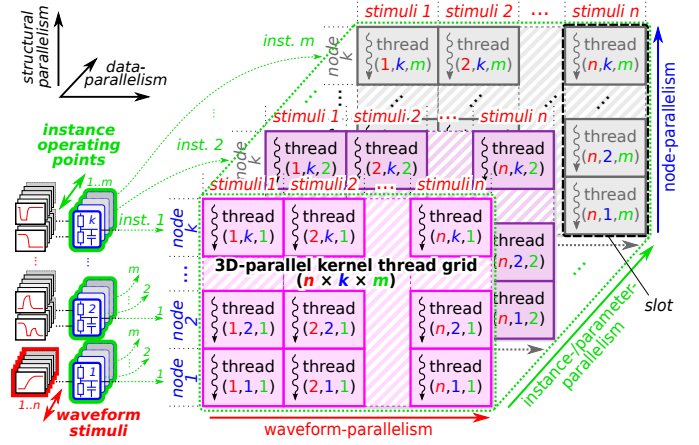 structural
parallelism
data-
parallelism
instance
operating
points
1..m
k
2
1
1..n
waveform
stimuli
inst. 1
inst. 2
inst. m
m
2
1
m
2
1
stimuli 1 stimuli 2 ... stimuli n
node
k
thread
(1,k,m)
thread
(2,k,m)
thread
(n,k,m)
thread
(n,2,m)
thread
(n,1,m)
stimuli 1 stimuli 2 ... stimuli n
node
k
thread
(1,k,2)
thread
(2,k,2)
thread
(n,k,2)
thread
(n,2,2)
thread
(n,1,2)
stimuli 1 stimuli 2 ... stimuli n
node
k
thread
(1,k,1)
thread
(2,k,1)
thread
(n,k,1)
3D-parallel kernel thread grid
(n × k × m)
node
2
thread
(1,2,1)
thread
(2,2,1)
thread
(n,2,1)
node
1
thread
(1,1,1)
thread
(2,1,1)
thread
(n,1,1)
waveform-parallelism
instance-/parameter-
parallelism
node-parallelism
slot